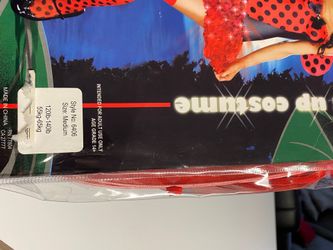 up costume
INTENDED FOR ADULT USE ONLY
AGE GRADE 14+
Style No: 6406
Size: Medium
120lb-140lb
55kg-65kg
MADE IN CHINA